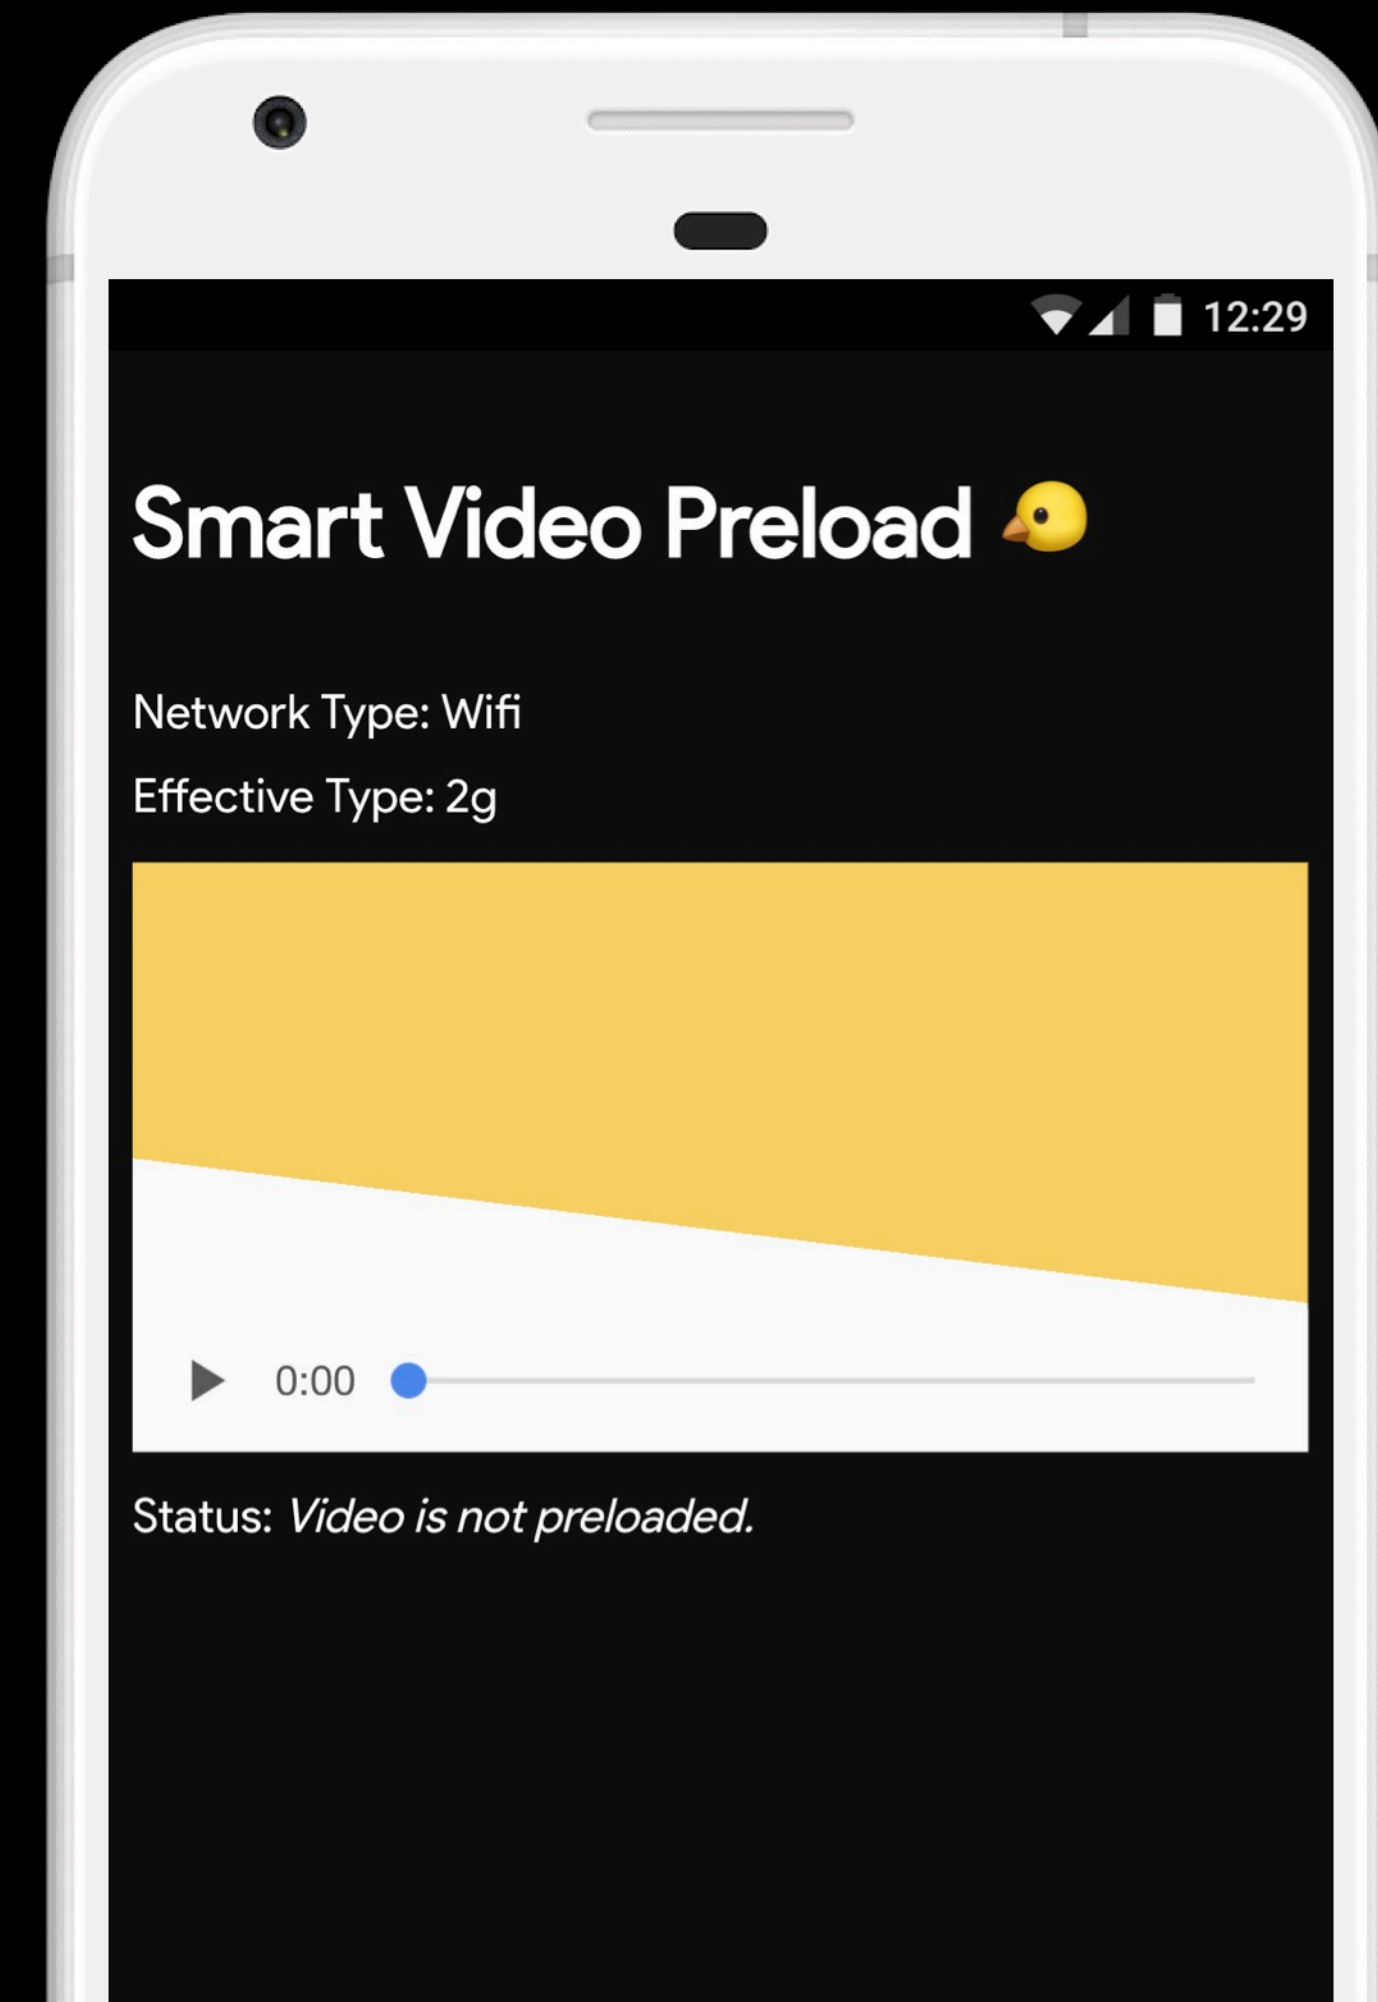 12:29
Smart Video Preload 🐤
Network Type: Wifi
Effective Type: 2g
0:00
Status: Video is not preloaded.